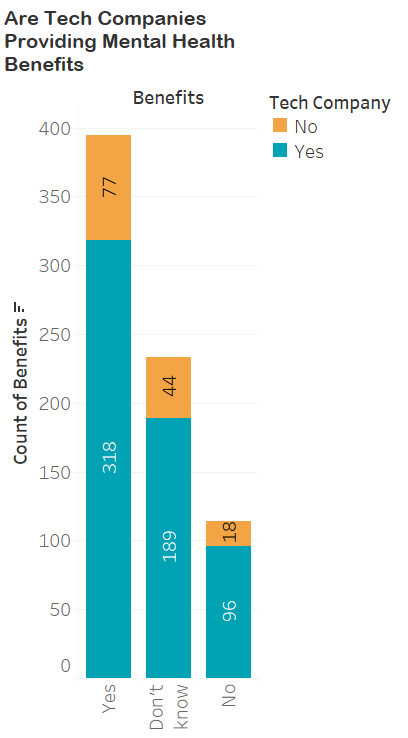 Are Tech Companies
Providing Mental Health
Benefits
Benefits
Tech Company
No
Yes
Count of Benefits
400
350
300
250
200
150
100
50
0
77
318
44
189
18
96
Yes
Don't
know
No